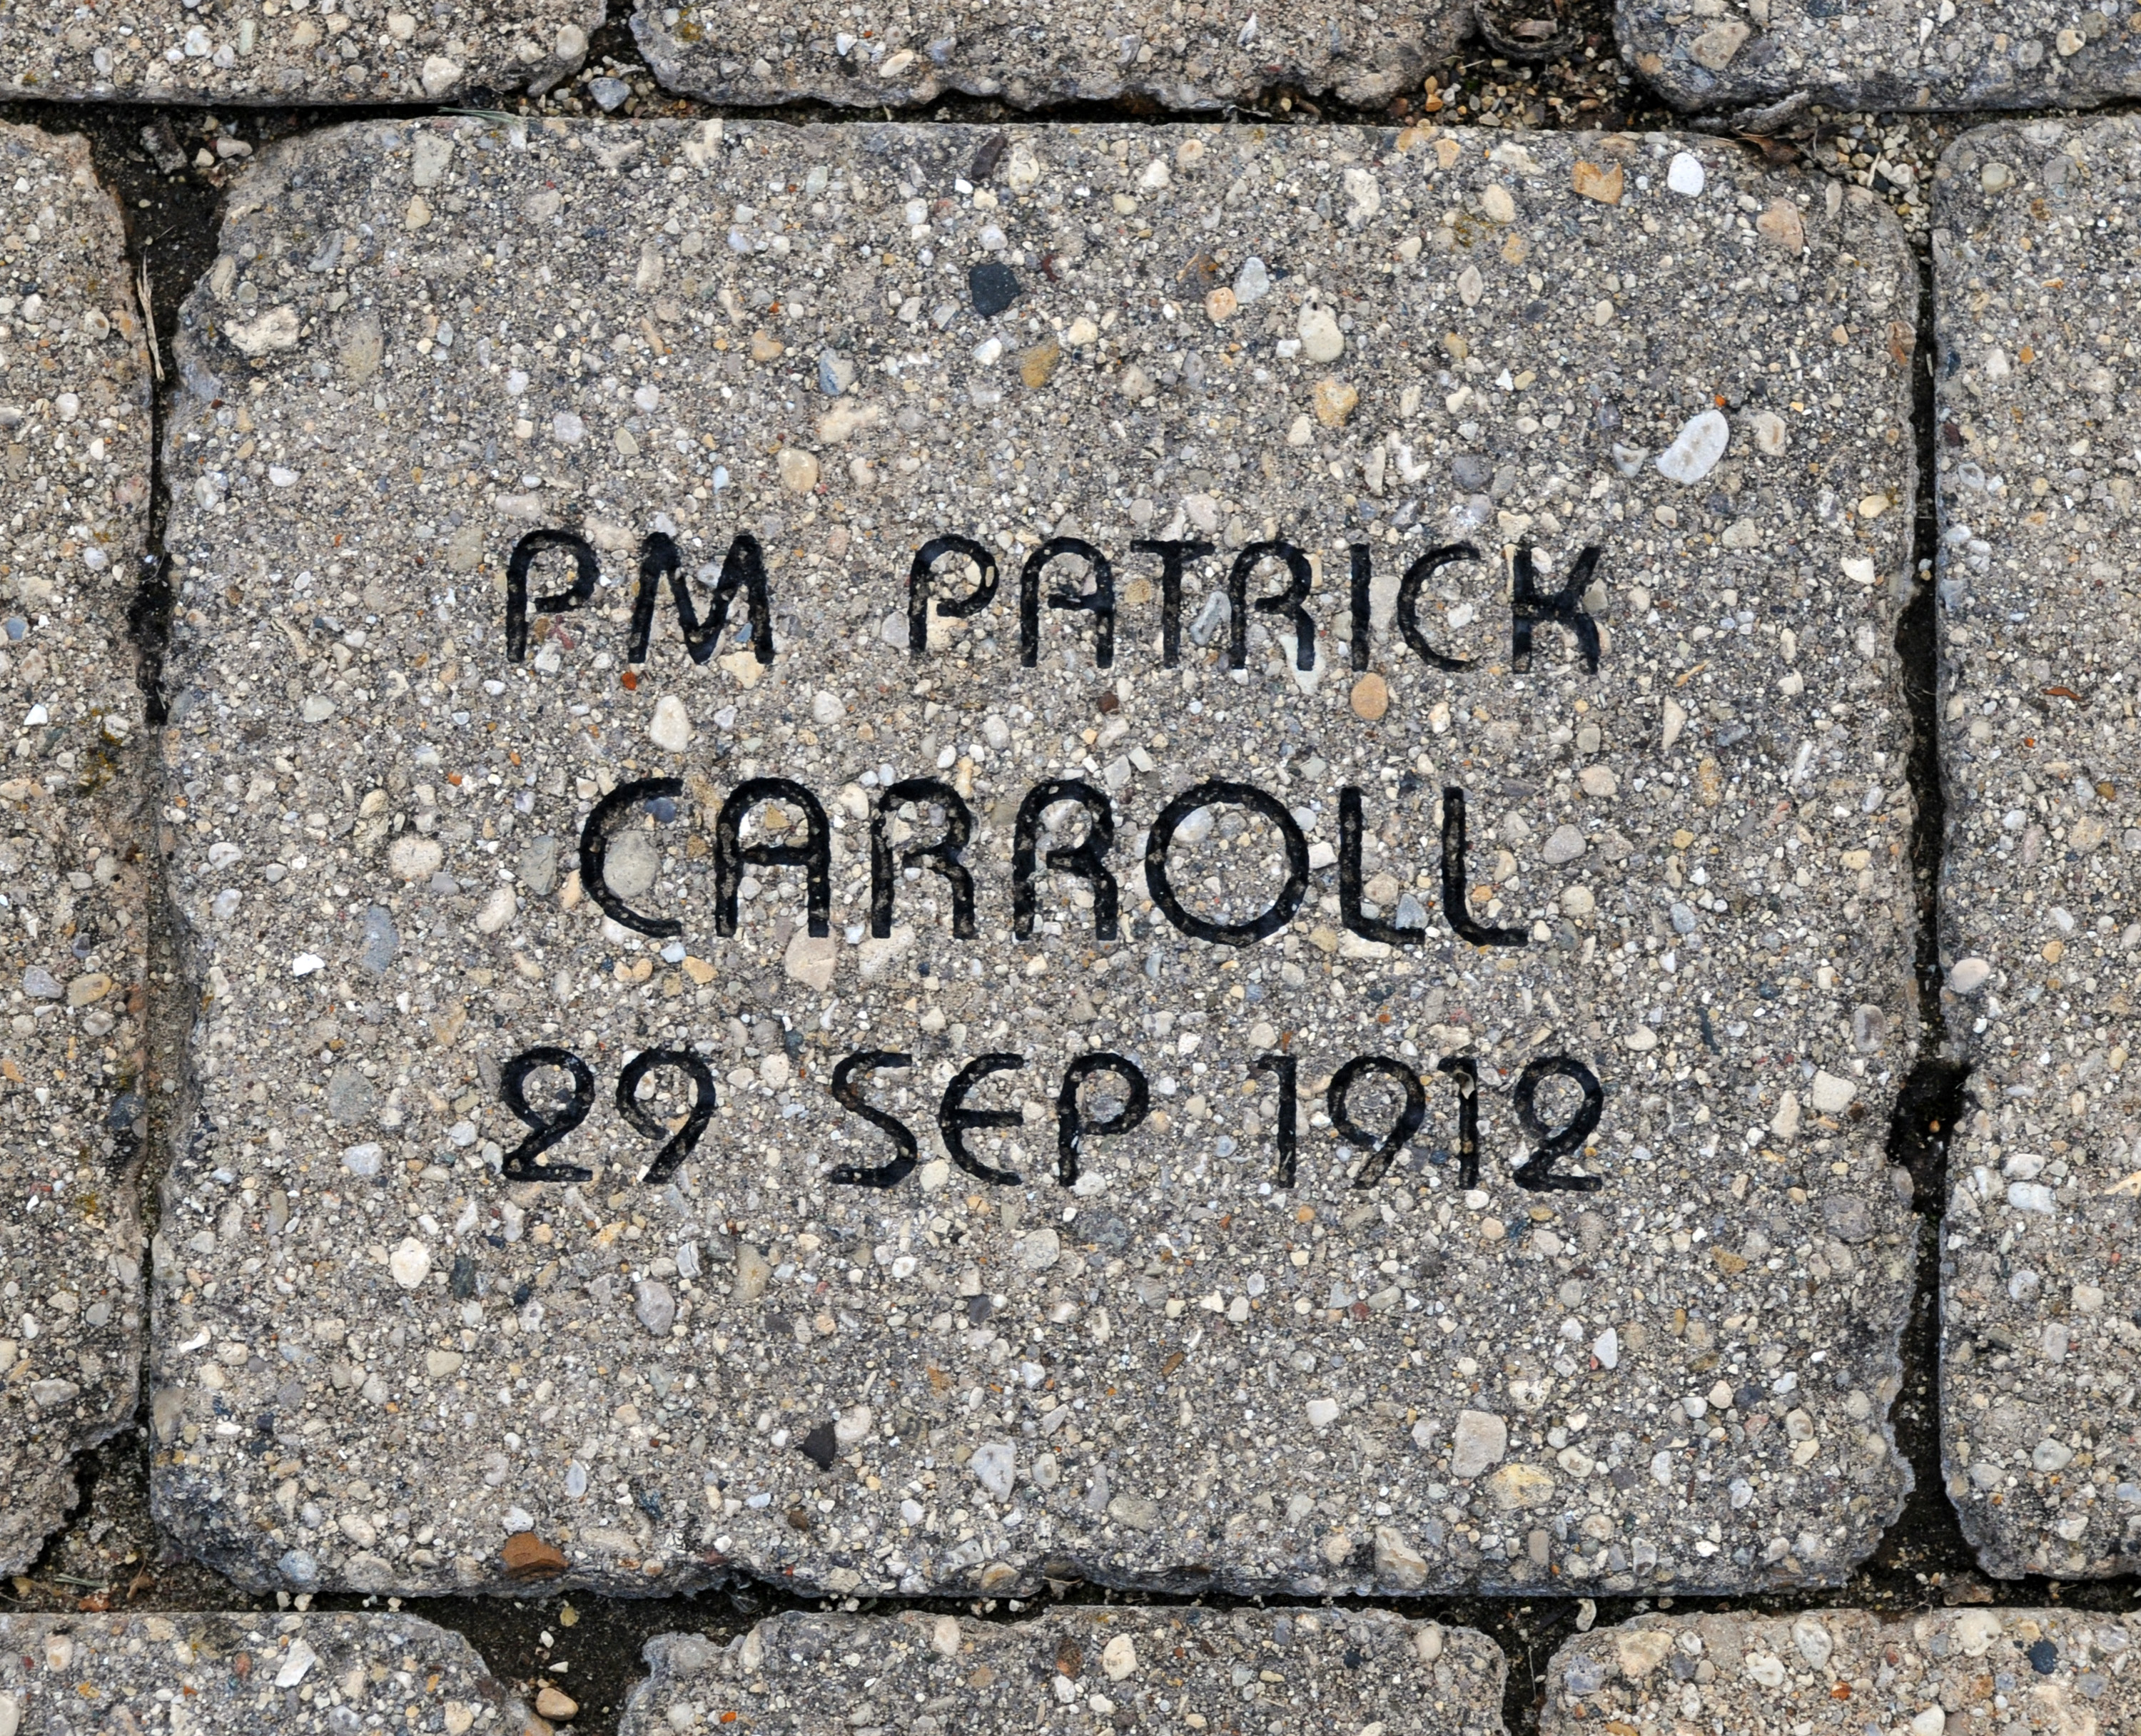 PM PATRICK
CARROLL
29 SEP 1912